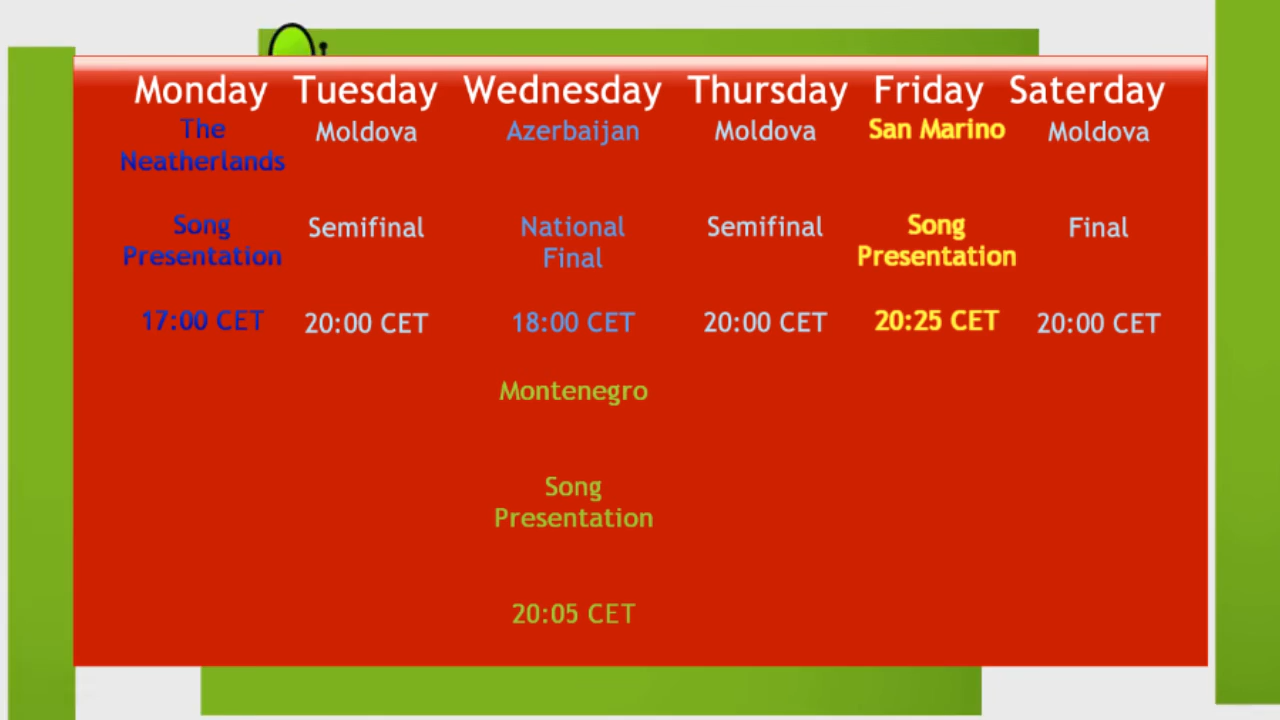 Monday Tuesday Wednesday Thursday Friday Saterday
The Neatherlands
Song Presentation
17:00 CET
Moldova
Semifinal
20:00 CET
Azerbaijan
National Final
18:00 CET
Montenegro
Song Presentation
20:05 CET
Moldova
Semifinal
20:00 CET
San Marino
Song Presentation
20:25 CET
Moldova
Final
20:00 CET